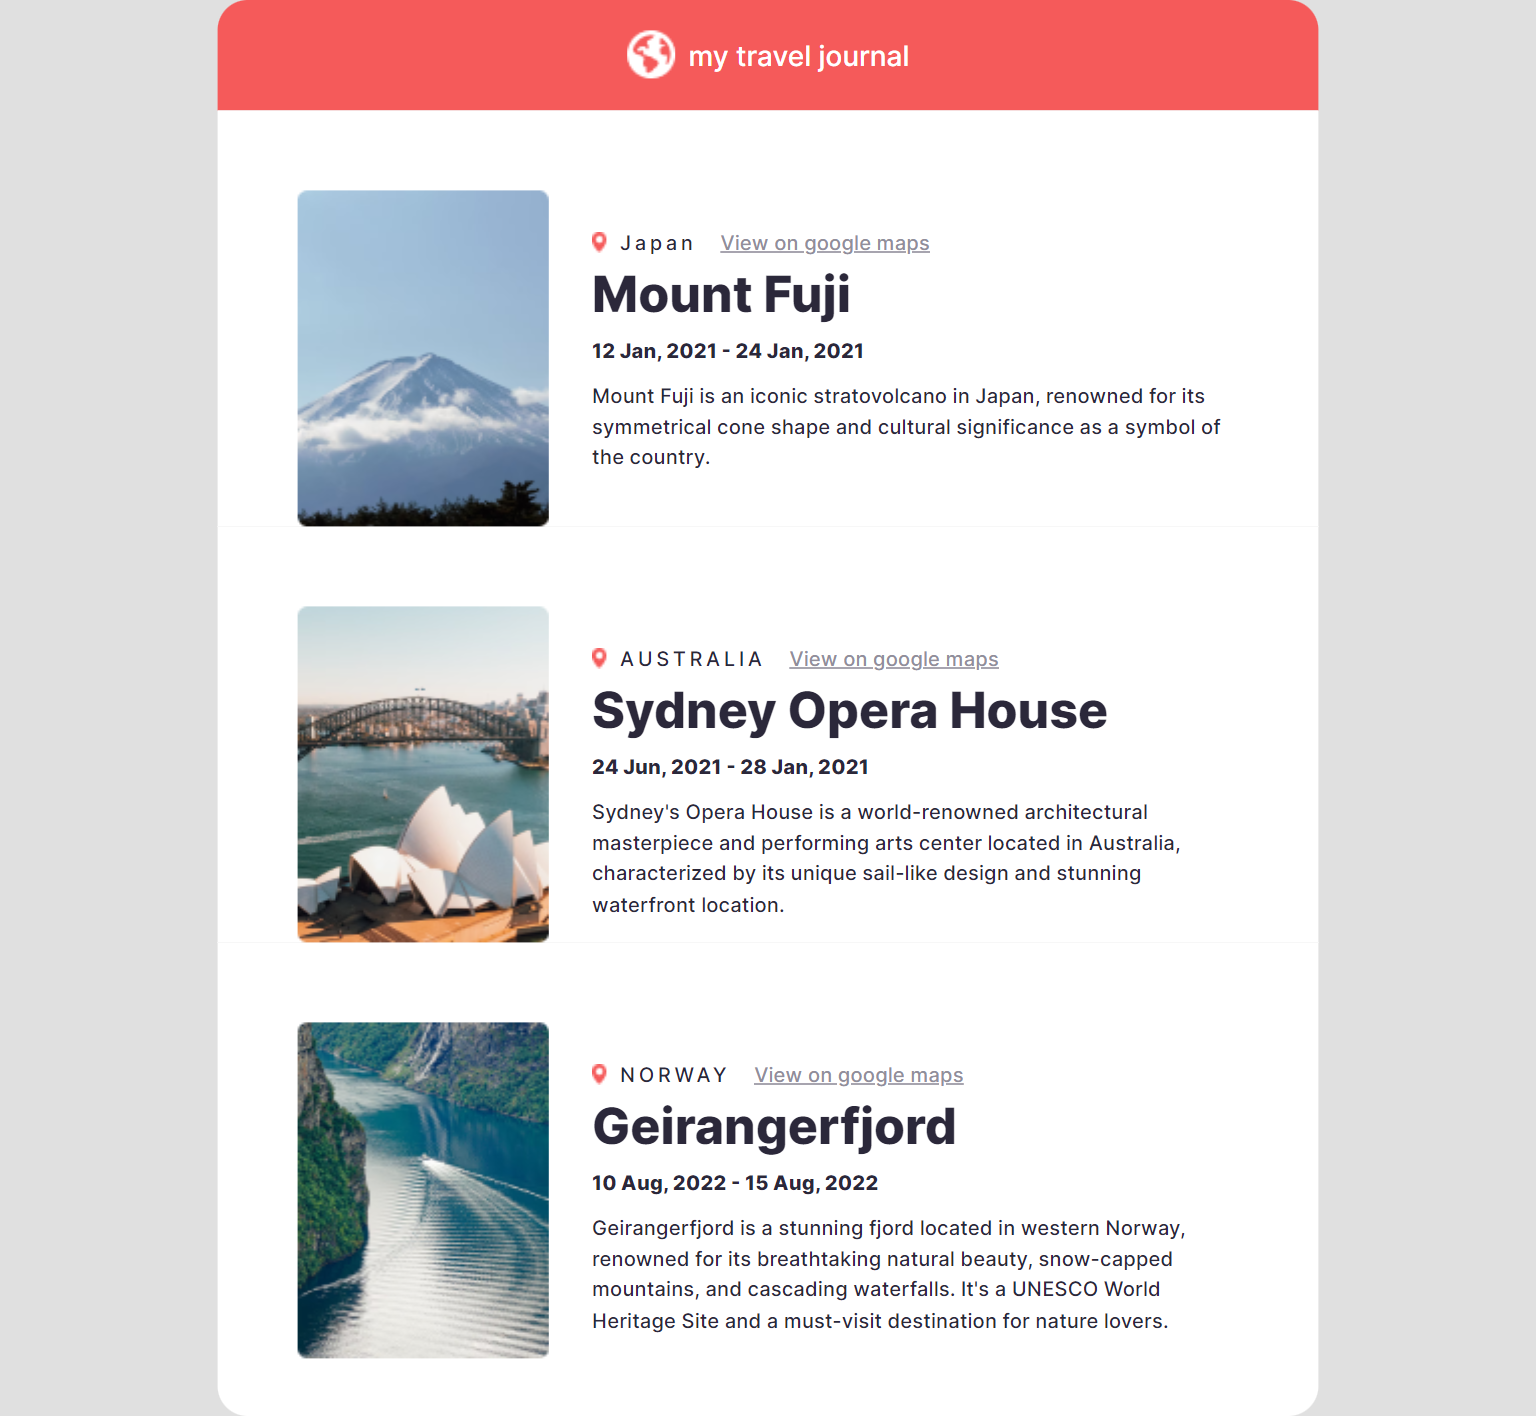 my travel journal
Japan View on google maps
Mount Fuji
12 Jan, 2021 - 24 Jan, 2021
Mount Fuji is an iconic stratovolcano in Japan, renowned for its
symmetrical cone shape and cultural significance as a symbol of
the country.
AUSTRALIA View on google maps
Sydney Opera House
24 Jun, 2021 - 28 Jan, 2021
Sydney's Opera House is a world-renowned architectural
masterpiece and performing arts center located in Australia,
characterized by its unique sail-like design and stunning
waterfront location.
NORWAY View on google maps
Geirangerfjord
10 Aug, 2022 - 15 Aug, 2022
Geirangerfjord is a stunning fjord located in western Norway,
renowned for its breathtaking natural beauty, snow-capped
mountains, and cascading waterfalls. It's a UNESCO World
Heritage Site and a must-visit destination for nature lovers.